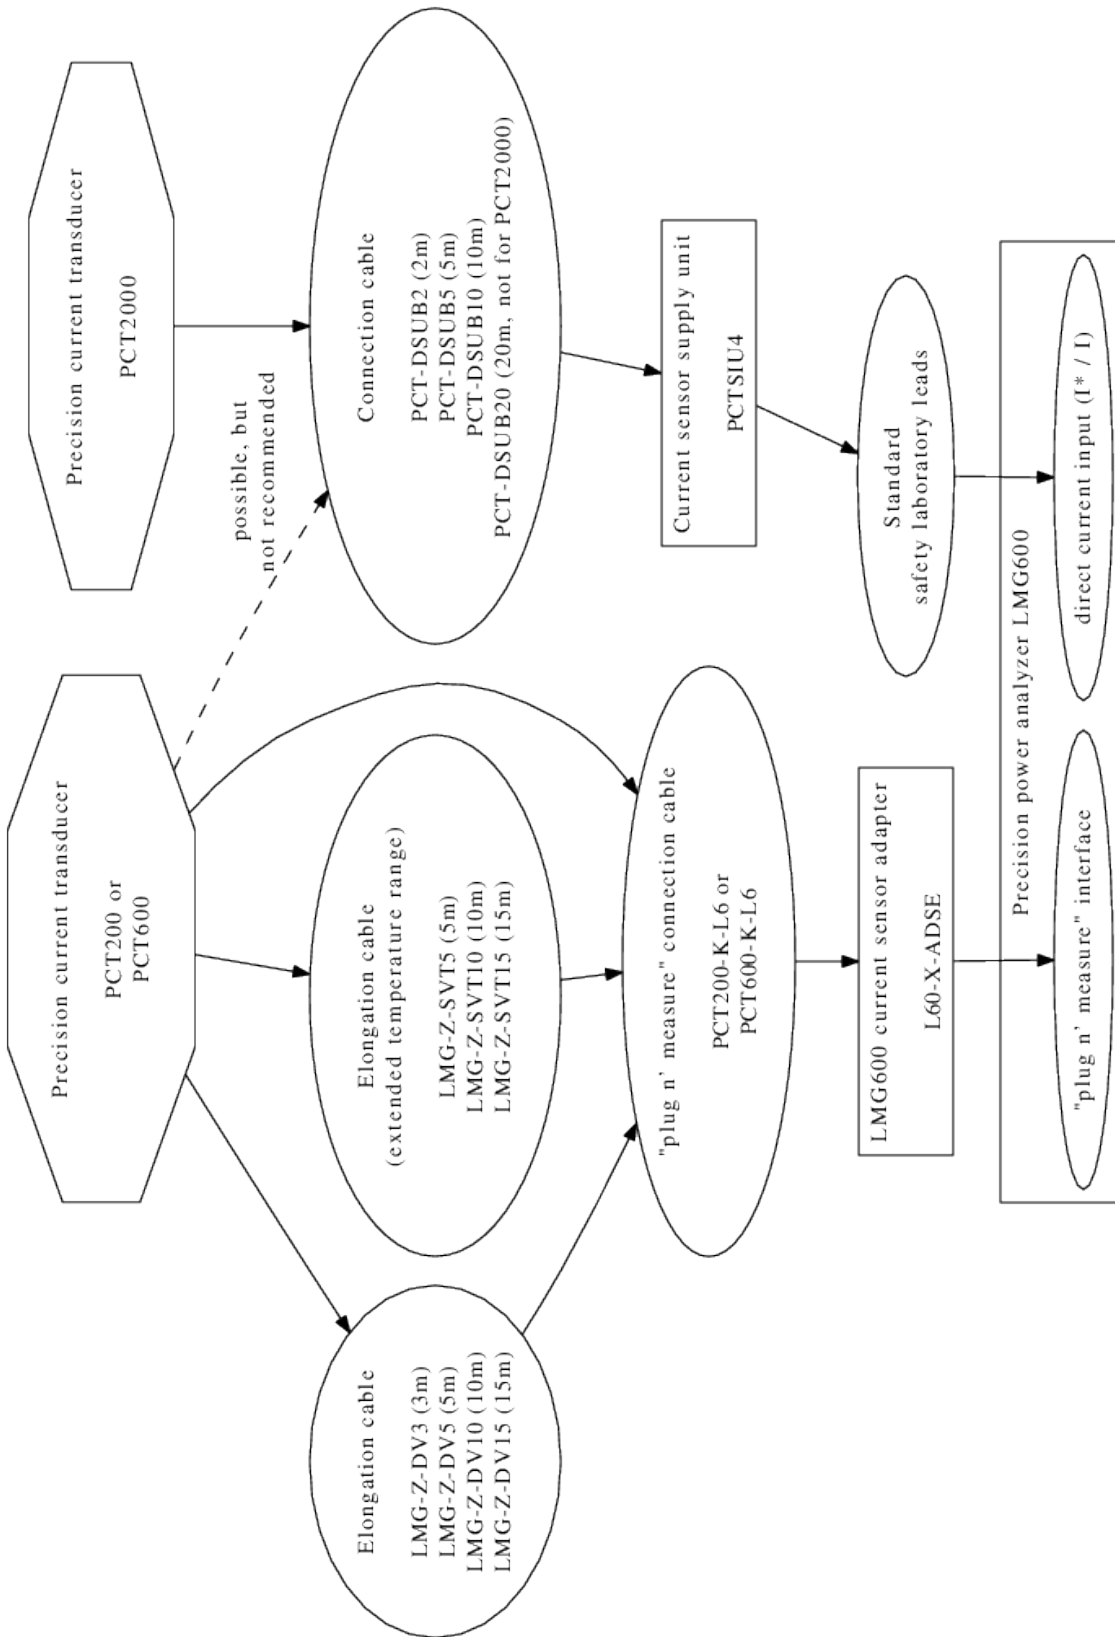 Precision current transducer
PCT200 or
PCT600
Precision current transducer
PCT2000
possible, but
not recommended
Elongation cable
LMG-Z-DV3 (3m)
LMG-Z-DV5 (5m)
LMG-Z-DV10 (10m)
LMG-Z-DV15 (15m)
Elongation cable
(extended temperature range)
LMG-Z-SVT5 (5m)
LMG-Z-SVT10 (10m)
LMG-Z-SVT15 (15m)
Connection cable
PCT-DSUB2 (2m)
PCT-DSUB5 (5m)
PCT-DSUB10 (10m)
PCT-DSUB20 (20m, not for PCT2000)
"plug n' measure" connection cable
PCT200-K-L6 or
PCT600-K-L6
Current sensor supply unit
PCTSIU4
LMG600 current sensor adapter
L60-X-ADSE
Standard
safety laboratory leads
Precision power analyzer LMG600
"plug n' measure" interface
direct current input (I* / I)